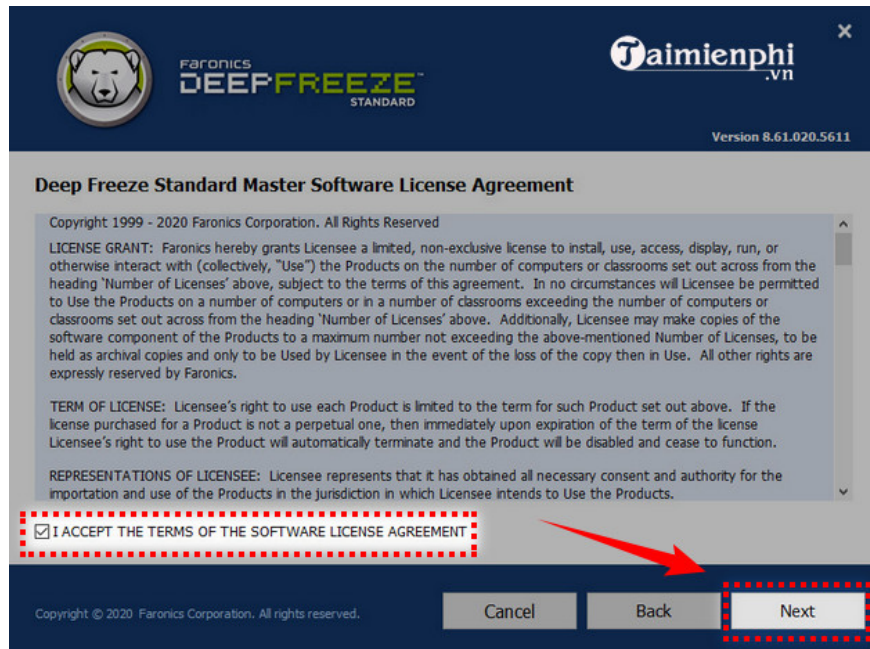 Faronics
DEEPFREEZE™
STANDARD
Taimienphi
.vn
Version 8.61.020.5611
Deep Freeze Standard Master Software License Agreement
Copyright 1999 - 2020 Faronics Corporation. All Rights Reserved
LICENSE GRANT:  Faronics hereby grants Licensee a limited, non-exclusive license to install, use, access, display, run, or
otherwise interact with (collectively, "Use") the Products on the number of computers or classrooms set out across from the
heading 'Number of Licenses' above, subject to the terms of this agreement.  In no circumstances will Licensee be permitted
to Use the Products on a number of computers or in a number of classrooms exceeding the number of computers or
classrooms set out across from the heading 'Number of Licenses' above.  Additionally, Licensee may make copies of the
software component of the Products to a maximum number not exceeding the above-mentioned Number of Licenses, to be
held as archival copies and only to be Used by Licensee in the event of the loss of the copy then in Use.  All other rights are
expressly reserved by Faronics.
TERM OF LICENSE:  Licensee's right to use each Product is limited to the term for such Product set out above.  If the
license purchased for a Product is not a perpetual one, then immediately upon expiration of the term of the license
Licensee's right to use the Product will automatically terminate and the Product will be disabled and cease to function.
REPRESENTATIONS OF LICENSEE:  Licensee represents that it has obtained all necessary consent and authority for the
importation and use of the Products in the jurisdiction in which Licensee intends to Use the Products.
I ACCEPT THE TERMS OF THE SOFTWARE LICENSE AGREEMENT
Copyright © 2020 Faronics Corporation. All rights reserved.
Cancel
Back
Next